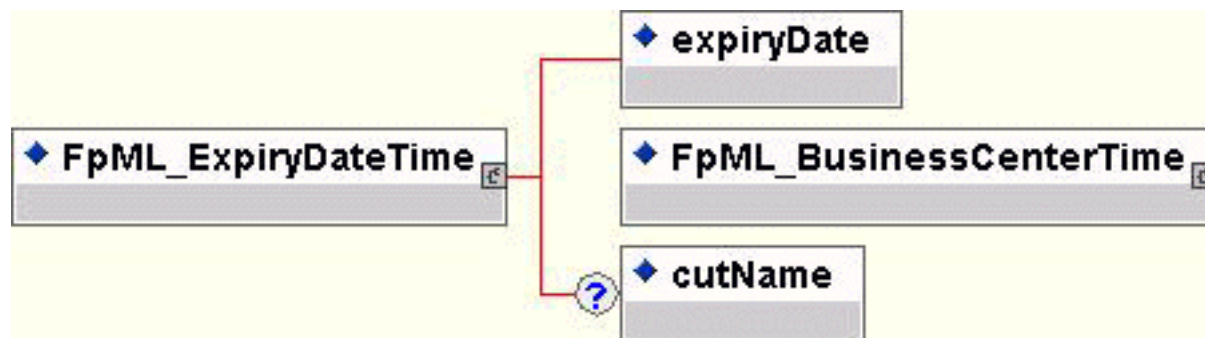 expiryDate
FpML_ExpiryDateTime
FpML_BusinessCenterTime
?
cutName